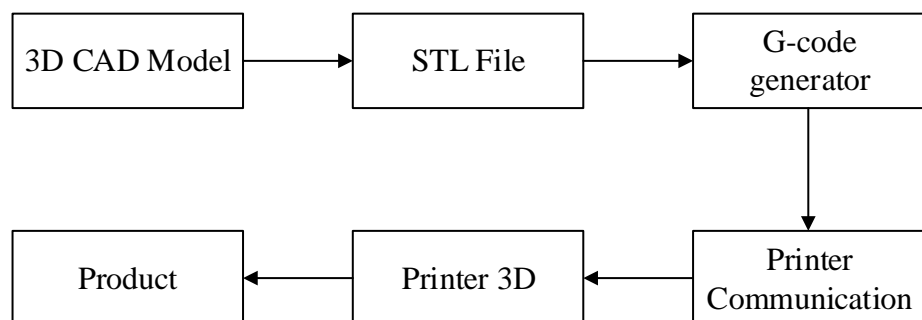 3D CAD Model
STL File
G-code
generator
Product
Printer 3D
Printer
Communication